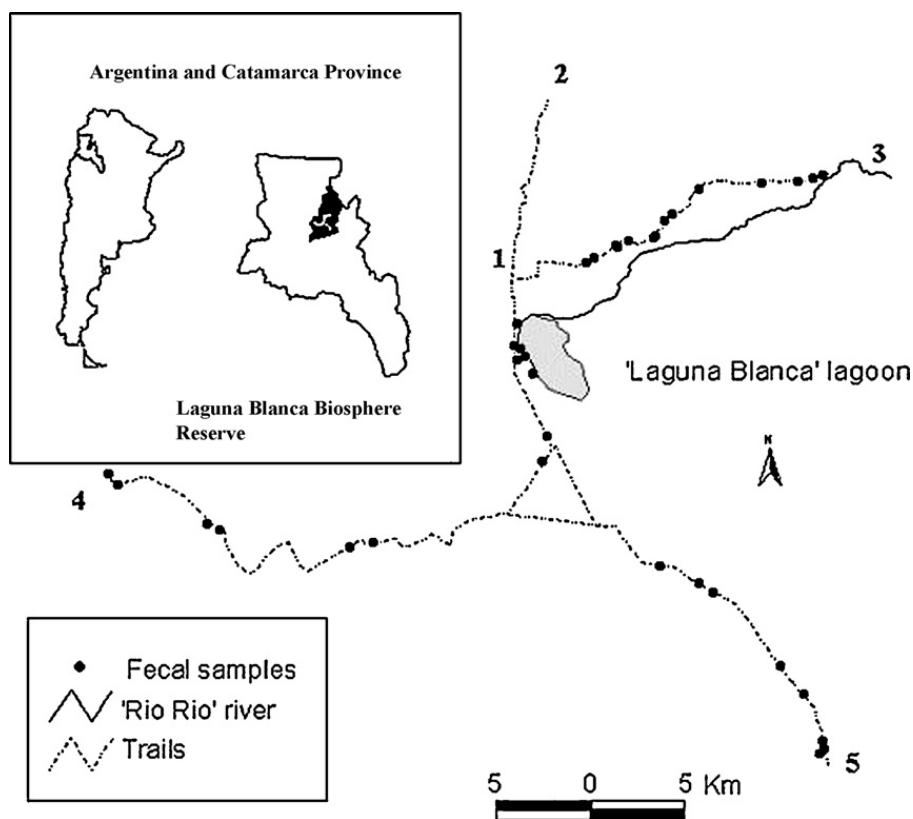 Argentina and Catamarca Province
Laguna Blanca Biosphere
Reserve
2
3
1
'Laguna Blanca' lagoon
N
4
Fecal samples
'Rio Rio' river
Trails
5
5 0 5 Km